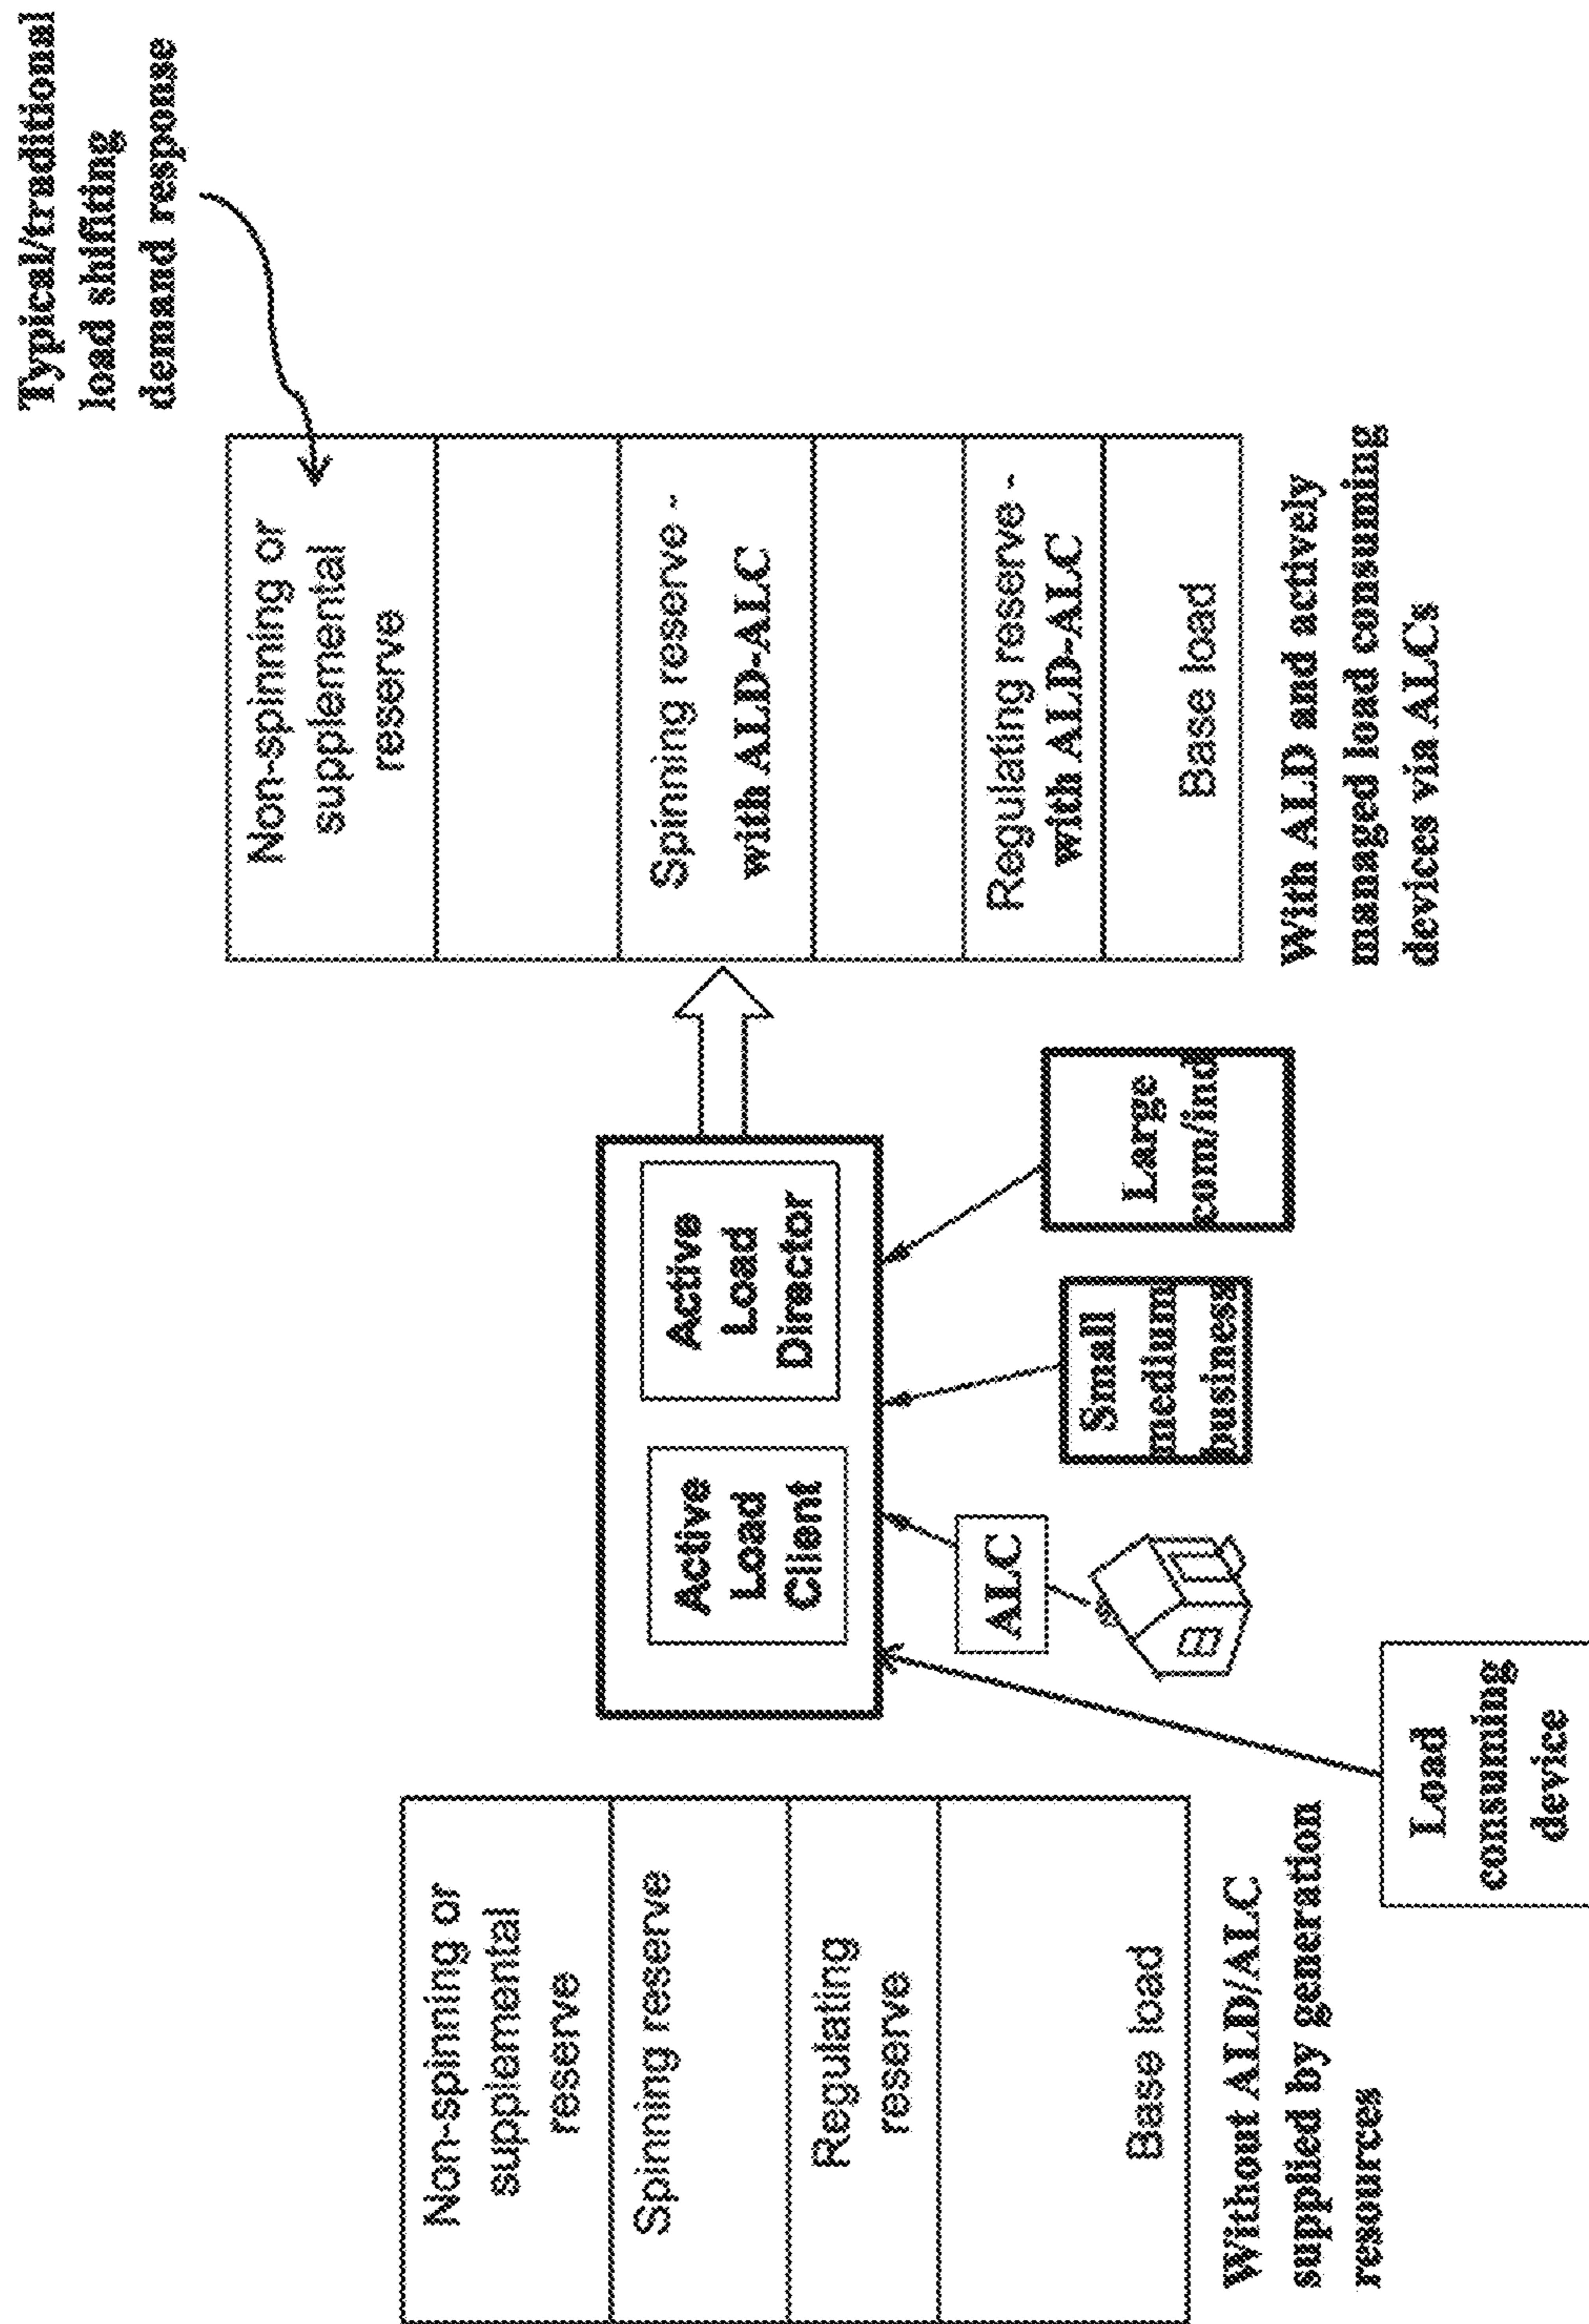 Typical/traditional
load shifiting
demand response
Non-spinning or
supplemental
reserve
Spinning reserve
Regulating
reserve
Base load
Without ALD/ALC
supplied by generation
resources
Active
Load
Client
Active
Load
Director
ALC
Small
medium
business
Large
com/ind
Load
consuming
device
Non-spinning or
supplemental
reserve
Spinning reserve -
with ALD-ALC
Regulating reserve -
with ALD-ALC
Base load
With ALD and actively
managed load consuming
devices via ALCs